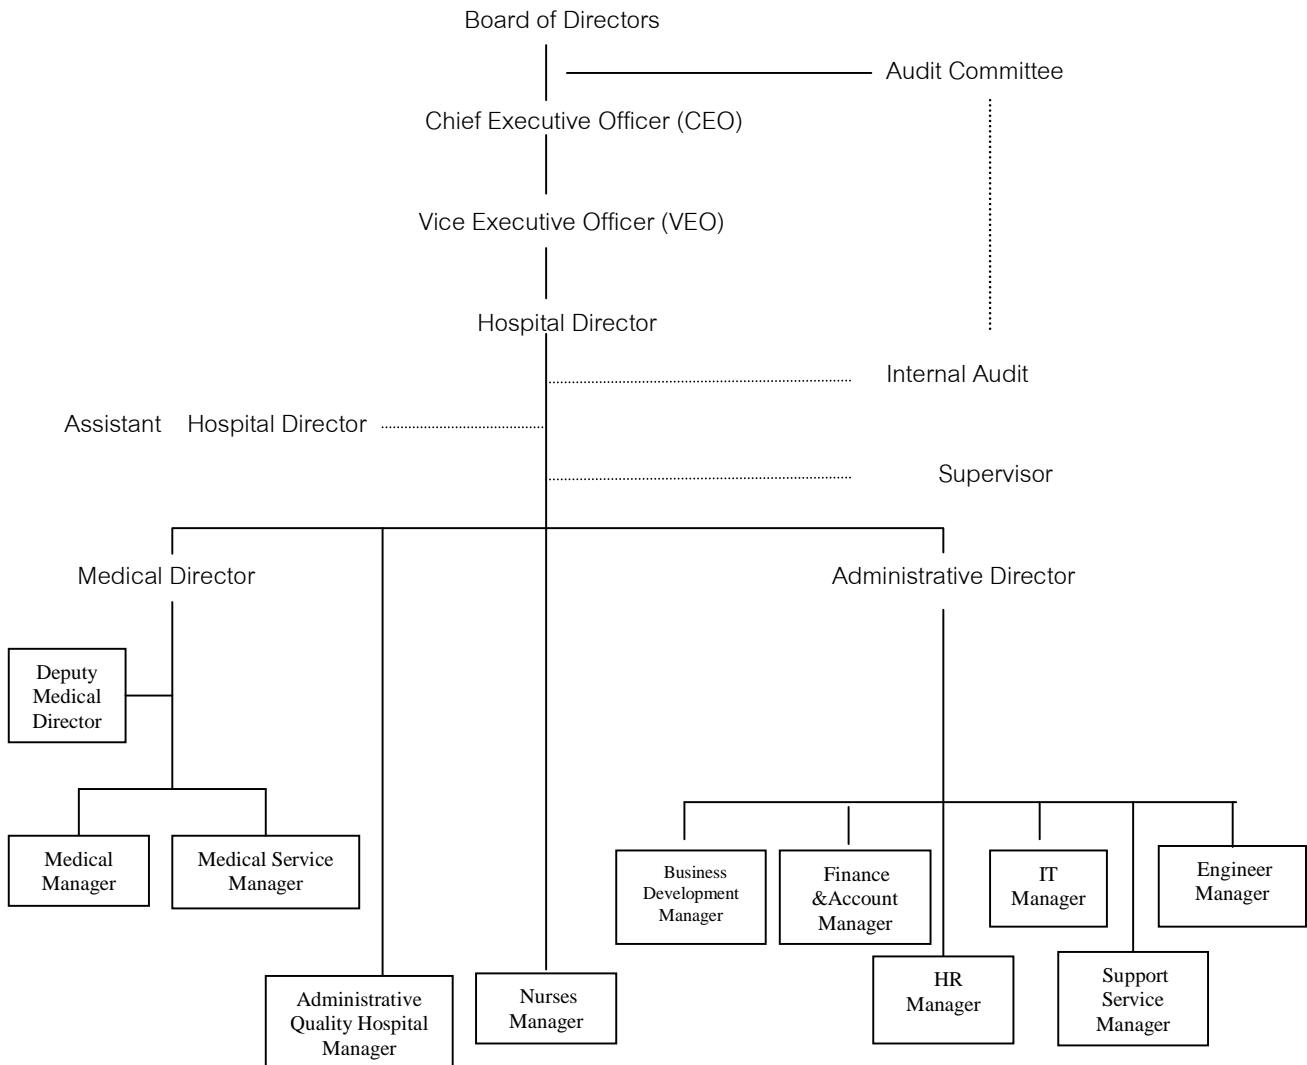 Board of Directors
Audit Committee
Chief Executive Officer (CEO)
Vice Executive Officer (VEO)
Hospital Director
Internal Audit
Assistant Hospital Director
Supervisor
Medical Director
Administrative Director
Deputy
Medical
Director
Medical
Manager
Medical Service
Manager
Business
Development
Manager
Finance
&Account
Manager
IT
Manager
Engineer
Manager
Administrative
Quality Hospital
Manager
Nurses
Manager
HR
Manager
Support
Service
Manager